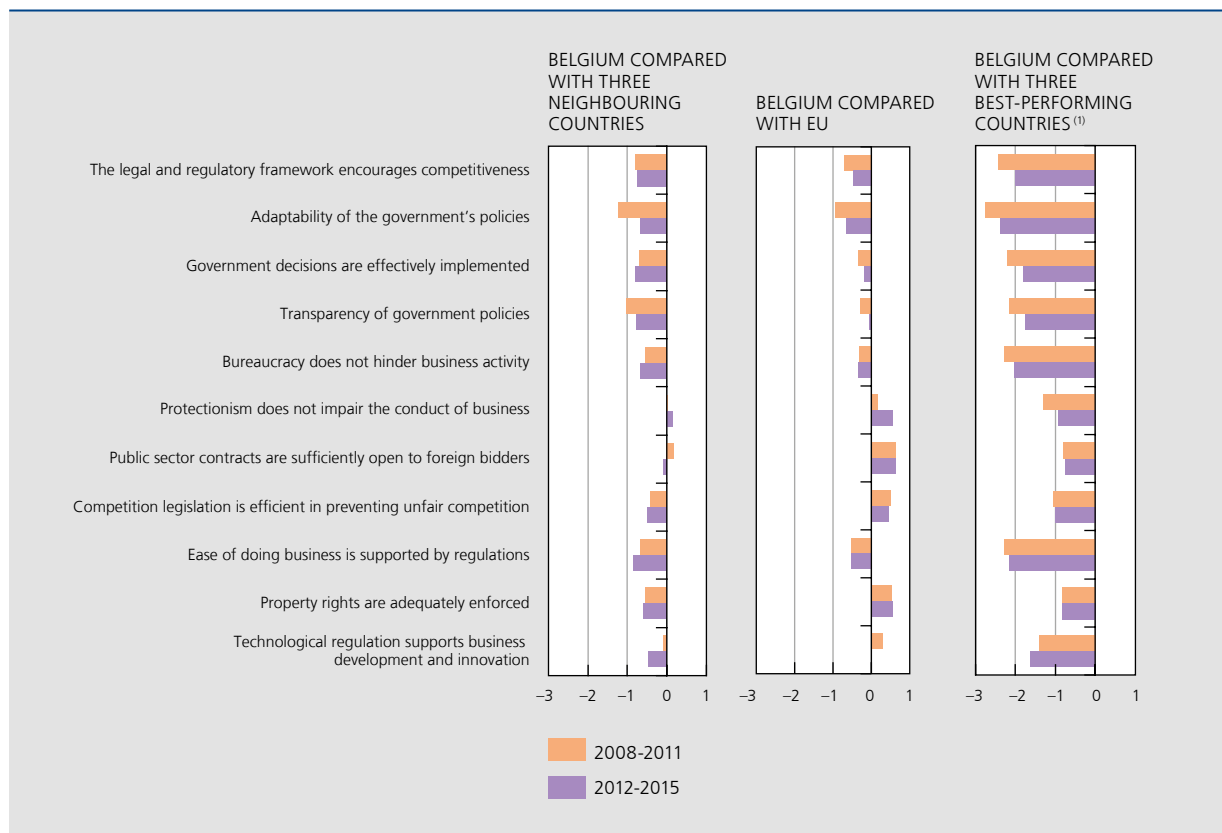 BELGIUM COMPARED
WITH THREE
NEIGHBOURING
COUNTRIES
BELGIUM COMPARED
WITH EU
BELGIUM COMPARED
WITH THREE
BEST-PERFORMING
COUNTRIES (1)
The legal and regulatory framework encourages competitiveness
Adaptability of the government’s policies
Government decisions are effectively implemented
Transparency of government policies
Bureaucracy does not hinder business activity
Protectionism does not impair the conduct of business
Public sector contracts are sufficiently open to foreign bidders
Competition legislation is efficient in preventing unfair competition
Ease of doing business is supported by regulations
Property rights are adequately enforced
Technological regulation supports business
development and innovation
–3 –2 –1 0 1
–3 –2 –1 0 1
–3 –2 –1 0 1
2008-2011
2012-2015